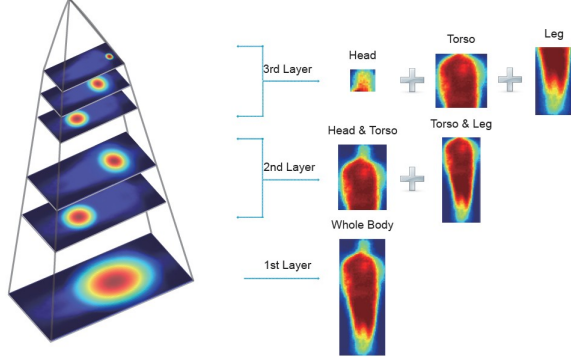 Head
Torso
Leg
3rd Layer
Head & Torso
Torso & Leg
2nd Layer
Whole Body
1st Layer